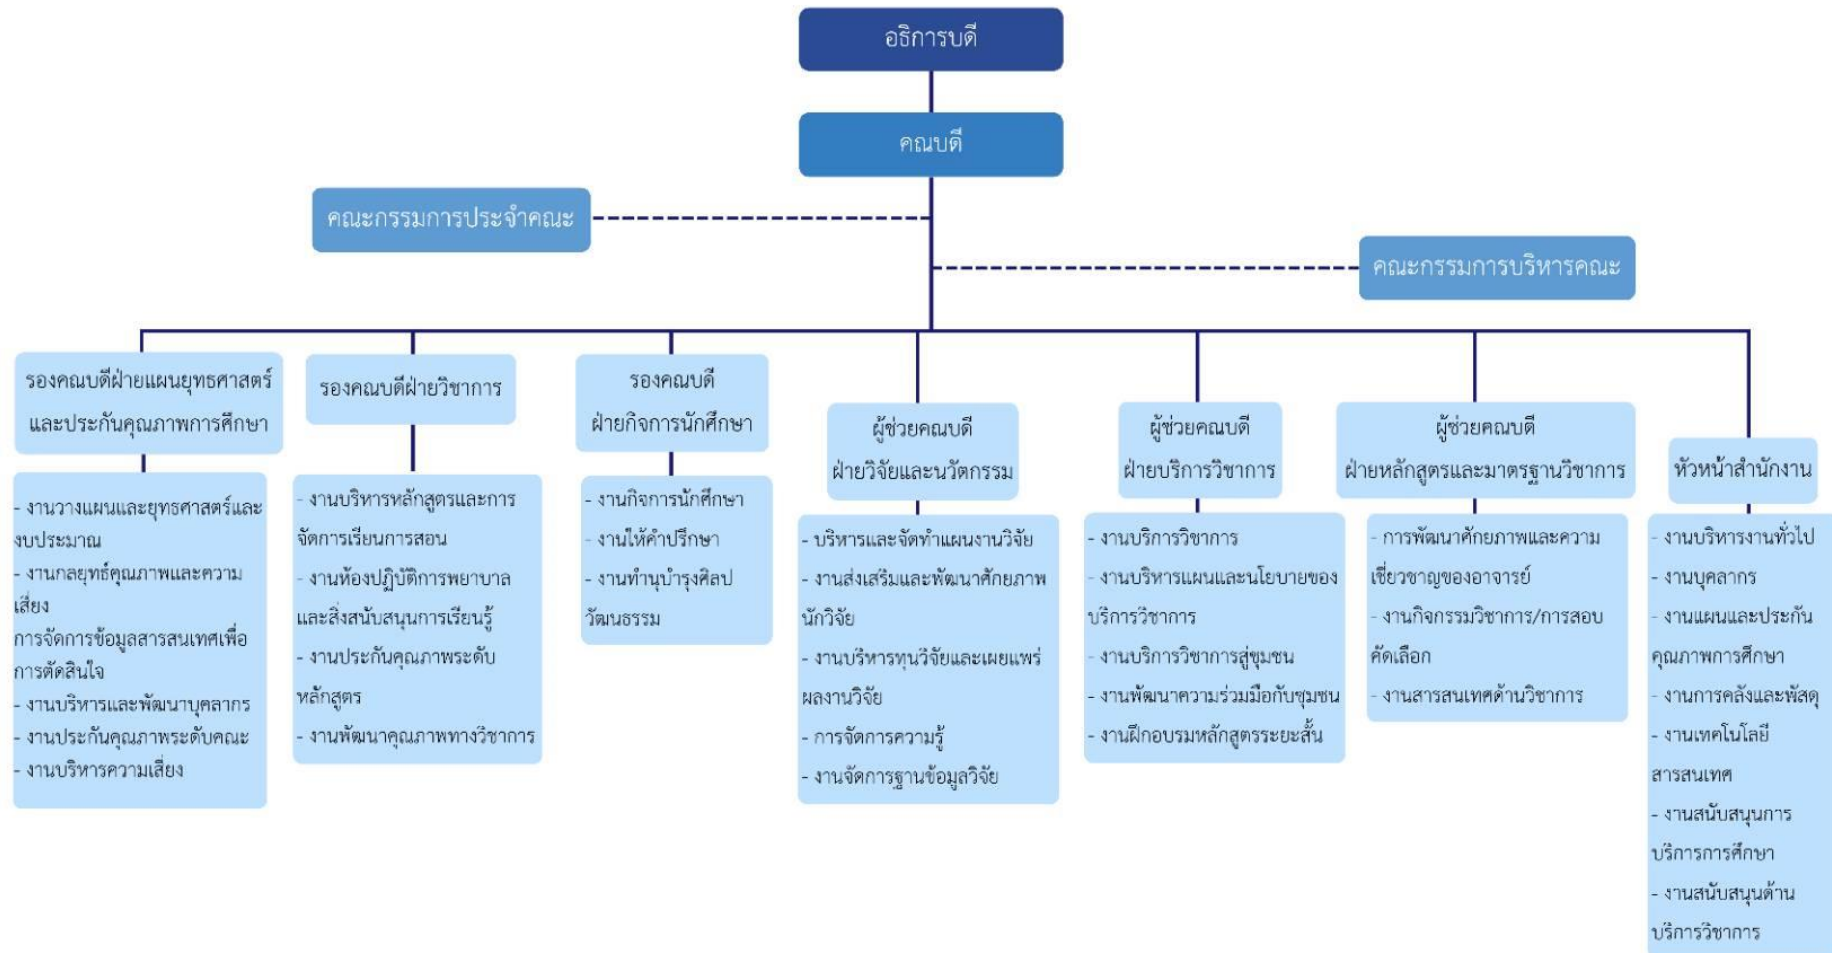 อธิการบดี
คณบดี
คณะกรรมการประจำคณะ
คณะกรรมการบริหารคณะ
รองคณบดีฝ่ายแผนยุทธศาสตร์
และประกันคุณภาพการศึกษา
- งานวางแผนและยุทธศาสตร์และ
งบประมาณ
- งานกลยุทธ์คุณภาพและความ
เสี่ยง
การจัดการข้อมูลสารสนเทศเพื่อ
การตัดสินใจ
- งานบริหารและพัฒนาบุคลากร
- งานประกันคุณภาพระดับคณะ
- งานบริหารความเสี่ยง
รองคณบดีฝ่ายวิชาการ
- งานบริหารหลักสูตรและการ
จัดการเรียนการสอน
- งานห้องปฏิบัติการพยาบาล
และสิ่งสนับสนุนการเรียนรู้
- งานประกันคุณภาพระดับ
หลักสูตร
- งานพัฒนาคุณภาพทางวิชาการ
รองคณบดี
ฝ่ายกิจการนักศึกษา
- งานกิจการนักศึกษา
- งานให้คำปรึกษา
- งานทำนุบำรุงศิลป
วัฒนธรรม
ผู้ช่วยคณบดี
ฝ่ายวิจัยและนวัตกรรม
- บริหารและจัดทำแผนงานวิจัย
- งานส่งเสริมและพัฒนาศักยภาพ
นักวิจัย
- งานบริหารทุนวิจัยและเผยแพร่
ผลงานวิจัย
- การจัดการความรู้
- งานจัดการฐานข้อมูลวิจัย
ผู้ช่วยคณบดี
ฝ่ายบริการวิชาการ
- งานบริการวิชาการ
- งานบริหารแผนและนโยบายของ
บริการวิชาการ
- งานบริการวิชาการสู่ชุมชน
- งานพัฒนาความร่วมมือกับชุมชน
- งานฝึกอบรมหลักสูตรระยะสั้น
ผู้ช่วยคณบดี
ฝ่ายหลักสูตรและมาตรฐานวิชาการ
- การพัฒนาศักยภาพและความ
เชี่ยวชาญของอาจารย์
- งานกิจกรรมวิชาการ/การสอบ
คัดเลือก
- งานสารสนเทศด้านวิชาการ
หัวหน้าสำนักงาน
- งานบริหารงานทั่วไป
- งานบุคลากร
- งานแผนและประกัน
คุณภาพการศึกษา
- งานการคลังและพัสดุ
- งานเทคโนโลยี
สารสนเทศ
- งานสนับสนุนการ
บริการการศึกษา
- งานสนับสนุนด้าน
บริการวิชาการ